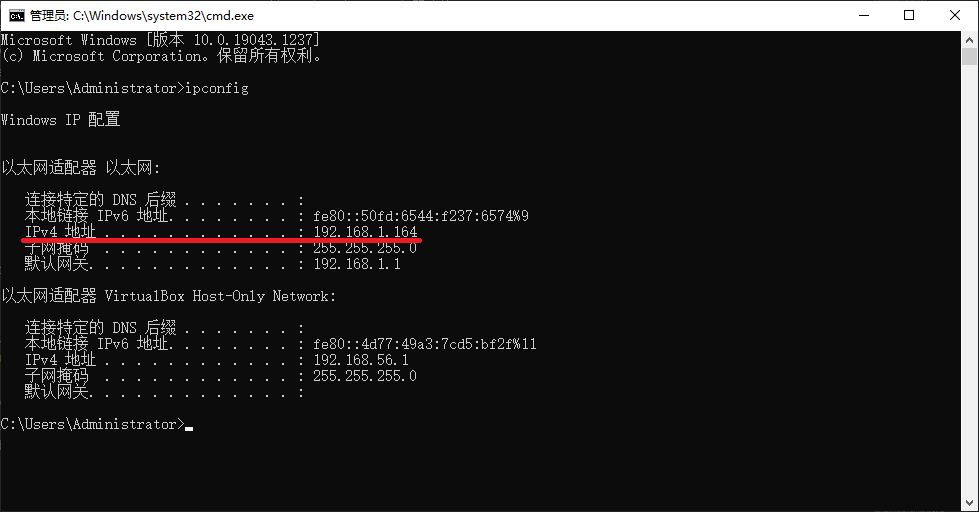 管理员: C:\Windows\system32\cmd.exe
Microsoft Windows [版本 10.0.19043.1237]
(c) Microsoft Corporation。保留所有权利。
C:\Users\Administrator>ipconfig
Windows IP 配置
以太网适配器 以太网:
连接特定的 DNS 后缀 . . . . . . . :
本地链接 IPv6 地址. . . . . . . . : fe80::50fd:6544:f237:6574%9
IPv4 地址 . . . . . . . . . . . . : 192.168.1.164
子网掩码  . . . . . . . . . . . . : 255.255.255.0
默认网关. . . . . . . . . . . . . : 192.168.1.1
以太网适配器 VirtualBox Host-Only Network:
连接特定的 DNS 后缀 . . . . . . . :
本地链接 IPv6 地址. . . . . . . . : fe80::4d77:49a3:7cd5:bf2f%11
IPv4 地址 . . . . . . . . . . . . : 192.168.56.1
子网掩码  . . . . . . . . . . . . : 255.255.255.0
默认网关. . . . . . . . . . . . . :
C:\Users\Administrator>